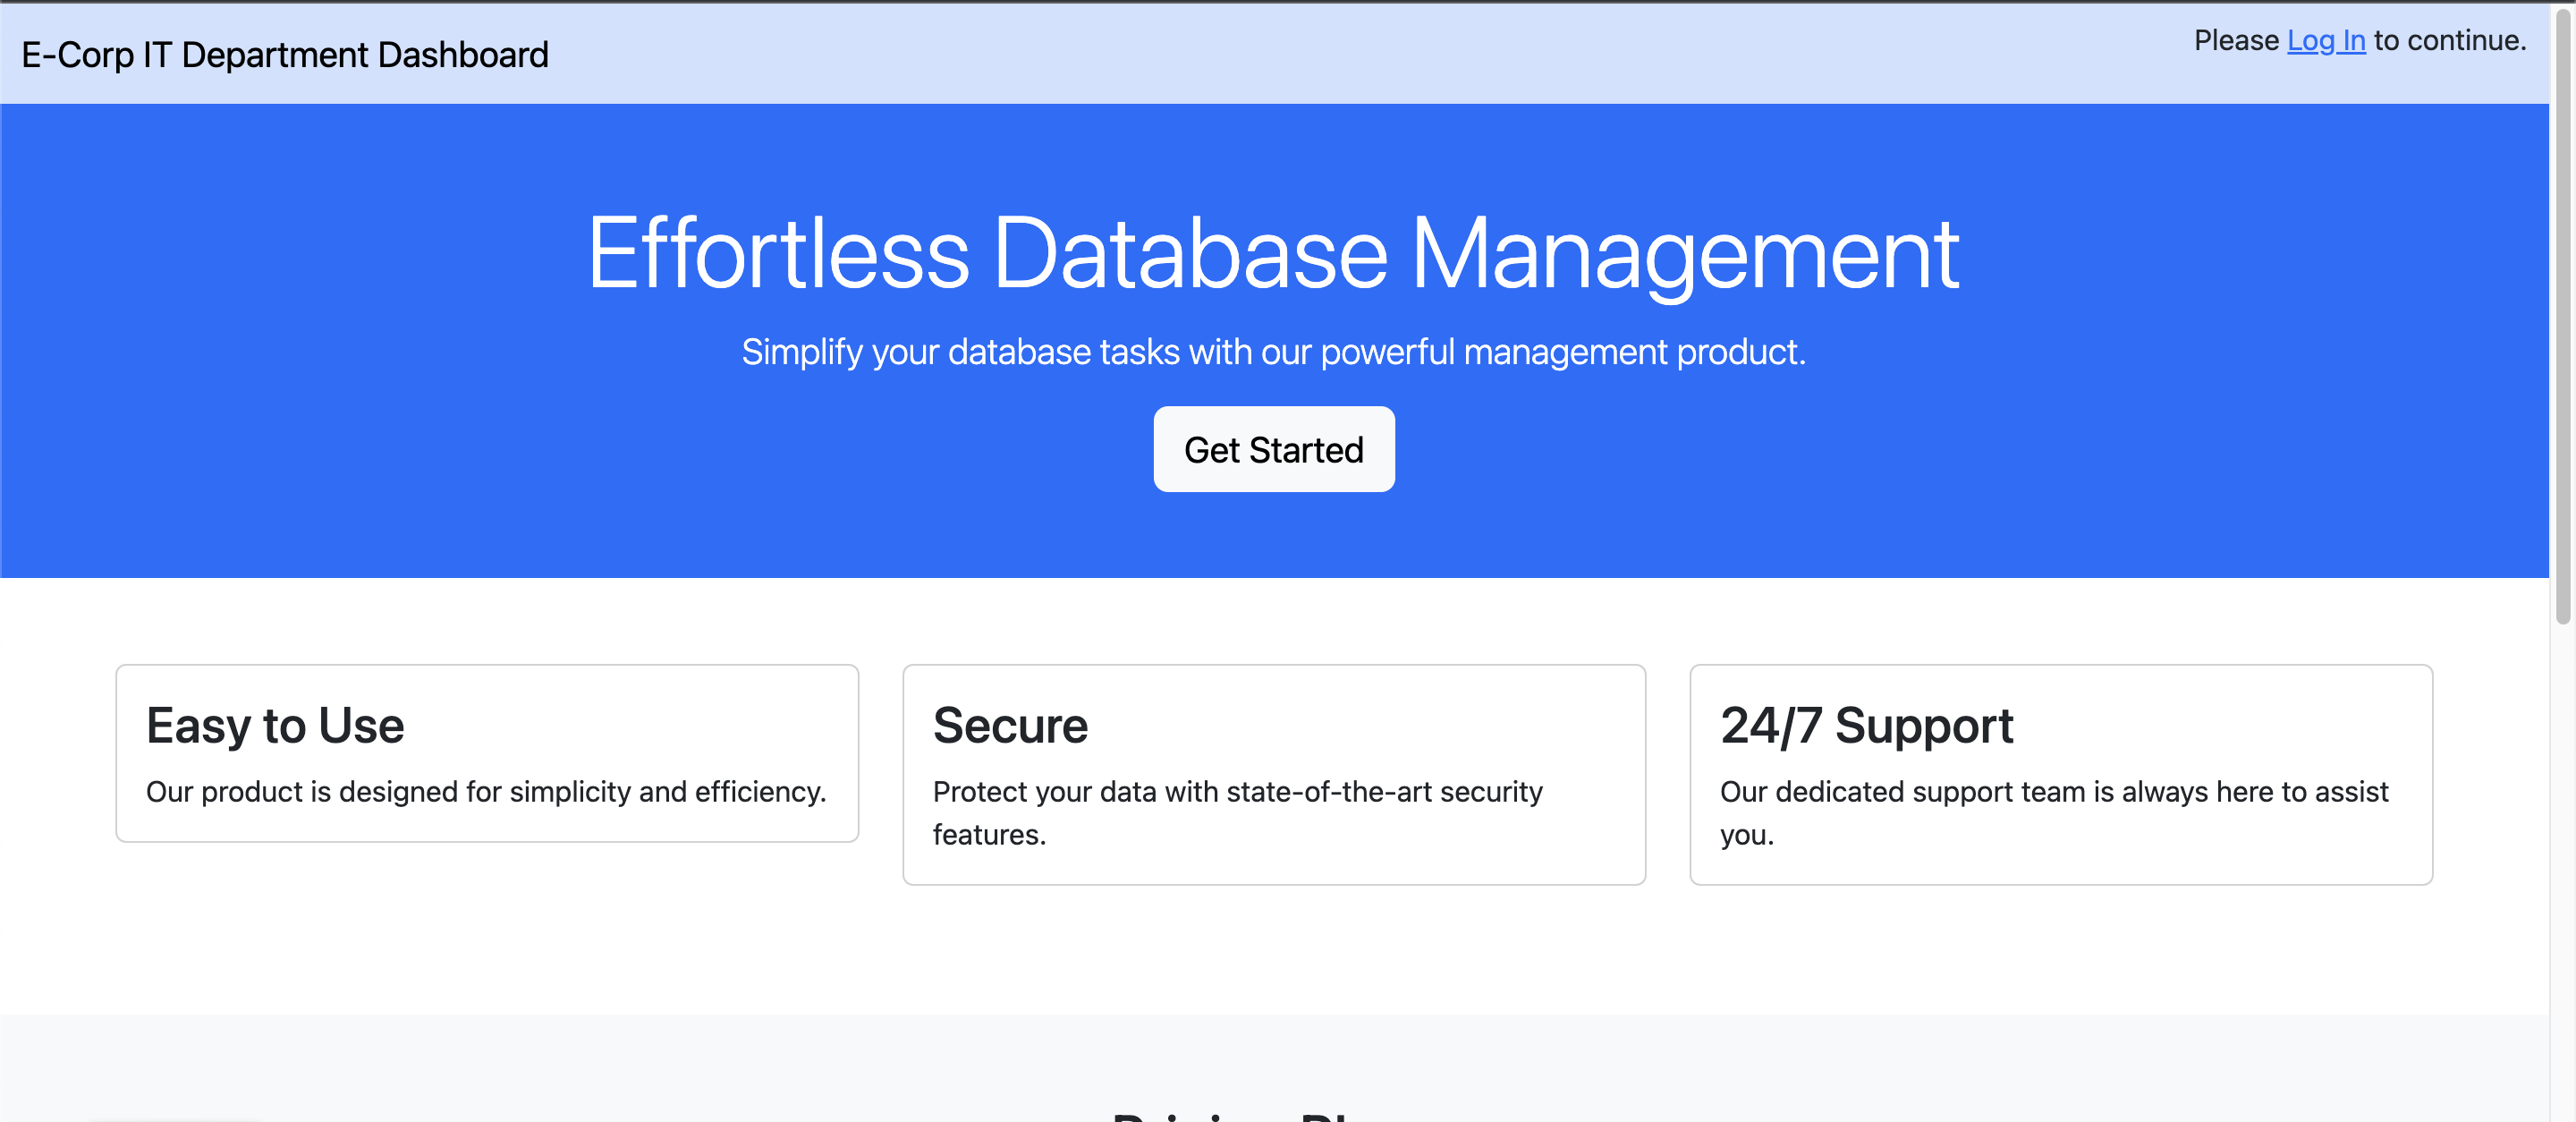 E-Corp IT Department Dashboard
Please Log In to continue.
Effortless Database Management
Simplify your database tasks with our powerful management product.
Get Started
Easy to Use
Our product is designed for simplicity and efficiency.
Secure
Protect your data with state-of-the-art security
features.
24/7 Support
Our dedicated support team is always here to assist
you.